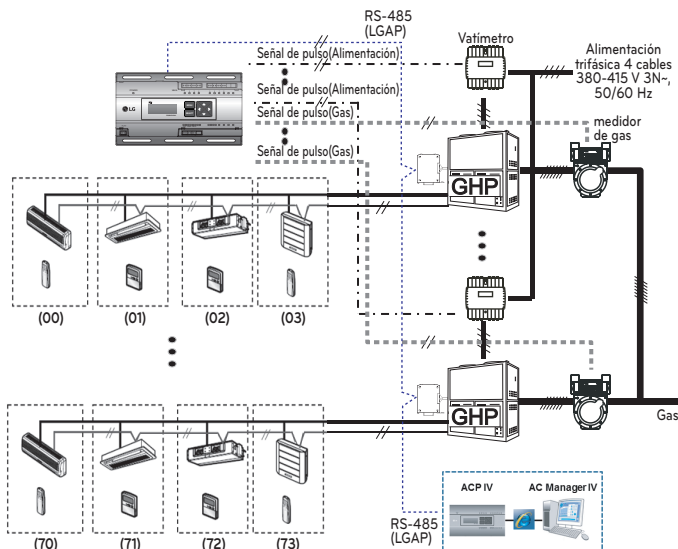 RS-485
(LGAP)
Vatímetro
Señal de pulso(Alimentación)
Alimentación
trifásica 4 cables
380-415 V 3N~,
50/60 Hz
Señal de pulso(Alimentación)
LG
Señal de pulso(Gas)
medidor
de gas
Señal de pulso(Gas)
GHP
(00)
(01)
(02)
(03)
GHP
Gas
ACP IV
AC Manager IV
RS-485
(LGAP)
(70)
(71)
(72)
(73)